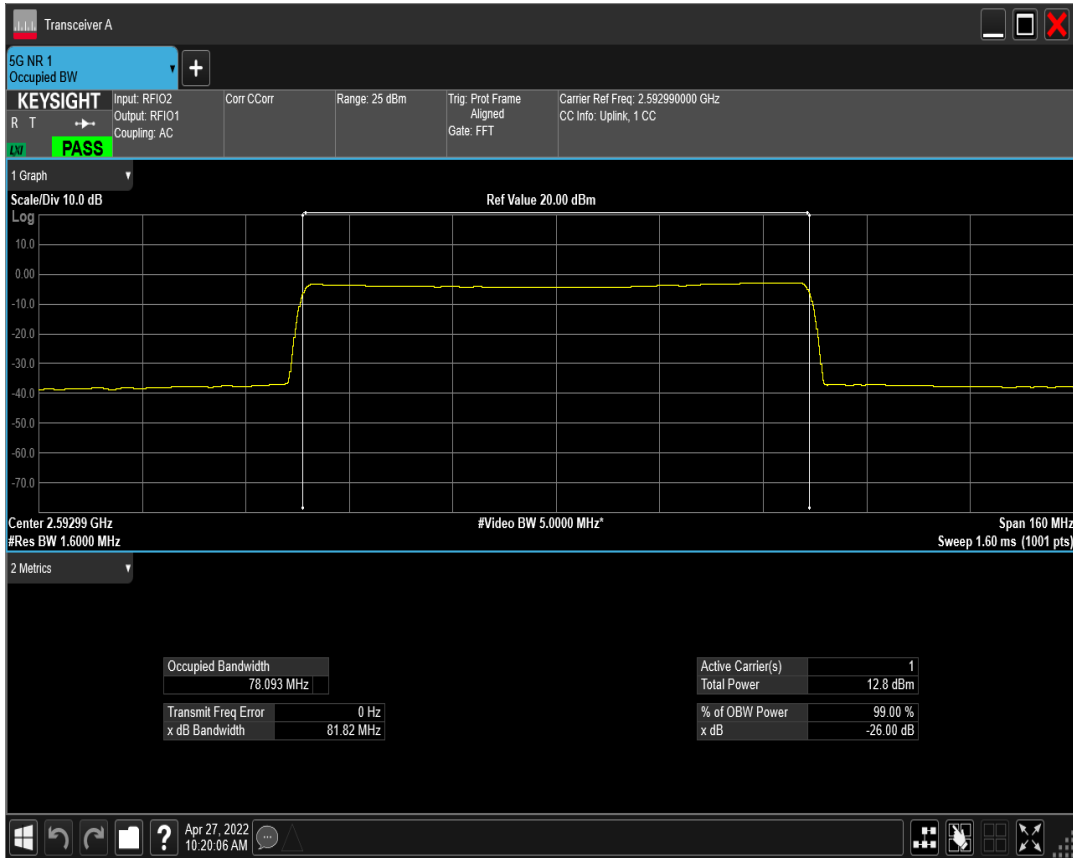 Transceiver A
5G NR 1
Occupied BW
KEYSIGHT
R T
LXI
PASS
Input: RFIO2
Output: RFIO1
Coupling: AC
Corr CCorr
Range: 25 dBm
Trig: Prot Frame
Aligned
Gate: FFT
Carrier Ref Freq: 2.592990000 GHz
CC Info: Uplink, 1 CC
1 Graph
Scale/Div 10.0 dB
Ref Value 20.00 dBm
Log
10.0
0.00
-10.0
-20.0
-30.0
-40.0
-50.0
-60.0
-70.0
Center 2.59299 GHz
#Video BW 5.0000 MHz*
Span 160 MHz
#Res BW 1.6000 MHz
Sweep 1.60 ms (1001 pts)
2 Metrics
Occupied Bandwidth
78.093 MHz
Transmit Freq Error 0 Hz
x dB Bandwidth 81.82 MHz
Active Carrier(s) 1
Total Power 12.8 dBm
% of OBW Power 99.00 %
x dB -26.00 dB
?
Apr 27, 2022
10:20:06 AM